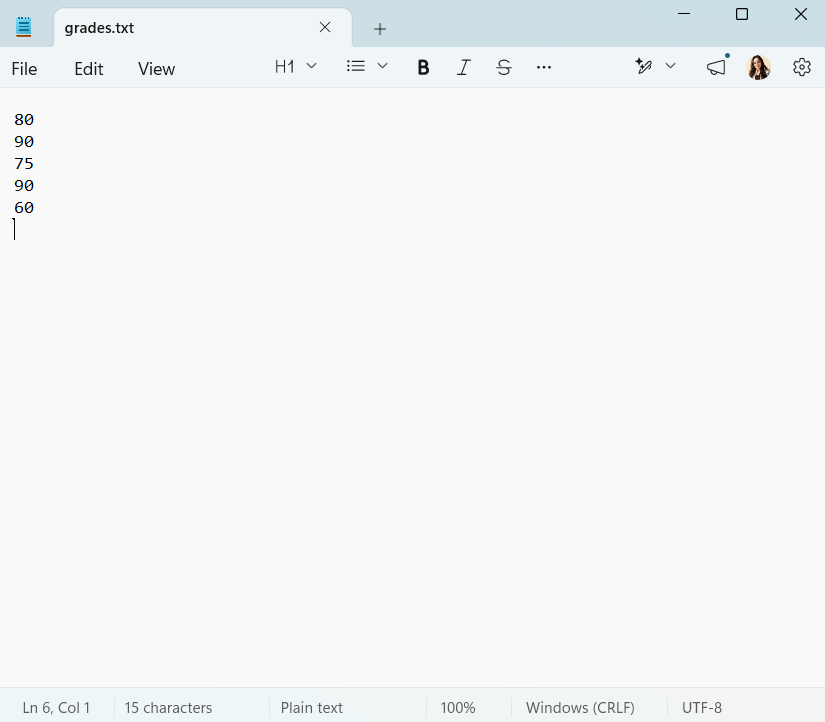 grades.txt
File Edit View H1 B I S ...
80
90
75
90
60
Ln 6, Col 1 15 characters Plain text 100% Windows (CRLF) UTF-8